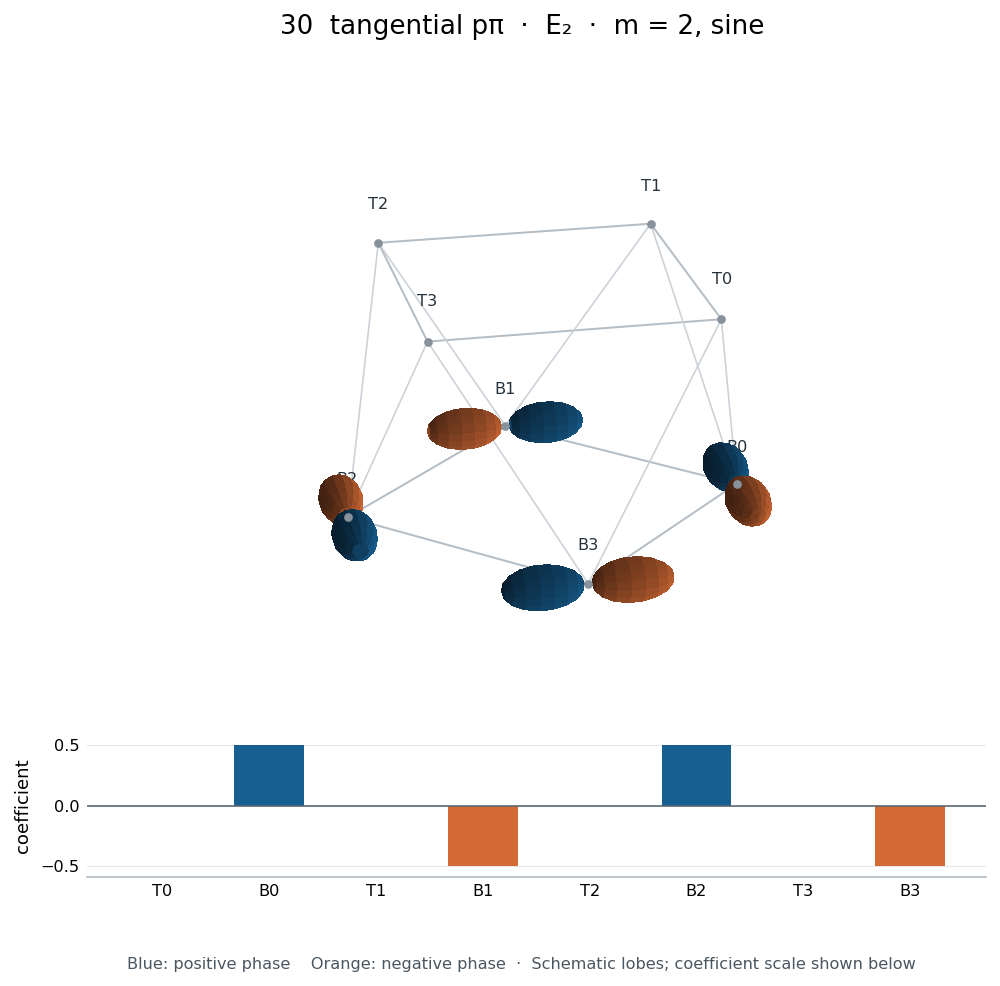 30 tangential pπ · E₂ · m = 2, sine
T1
T2
T0
T3
B1
B0
B2
B3
0.5
0.0
−0.5
coefficient
T0 B0 T1 B1 T2 B2 T3 B3
Blue: positive phase Orange: negative phase · Schematic lobes; coefficient scale shown below